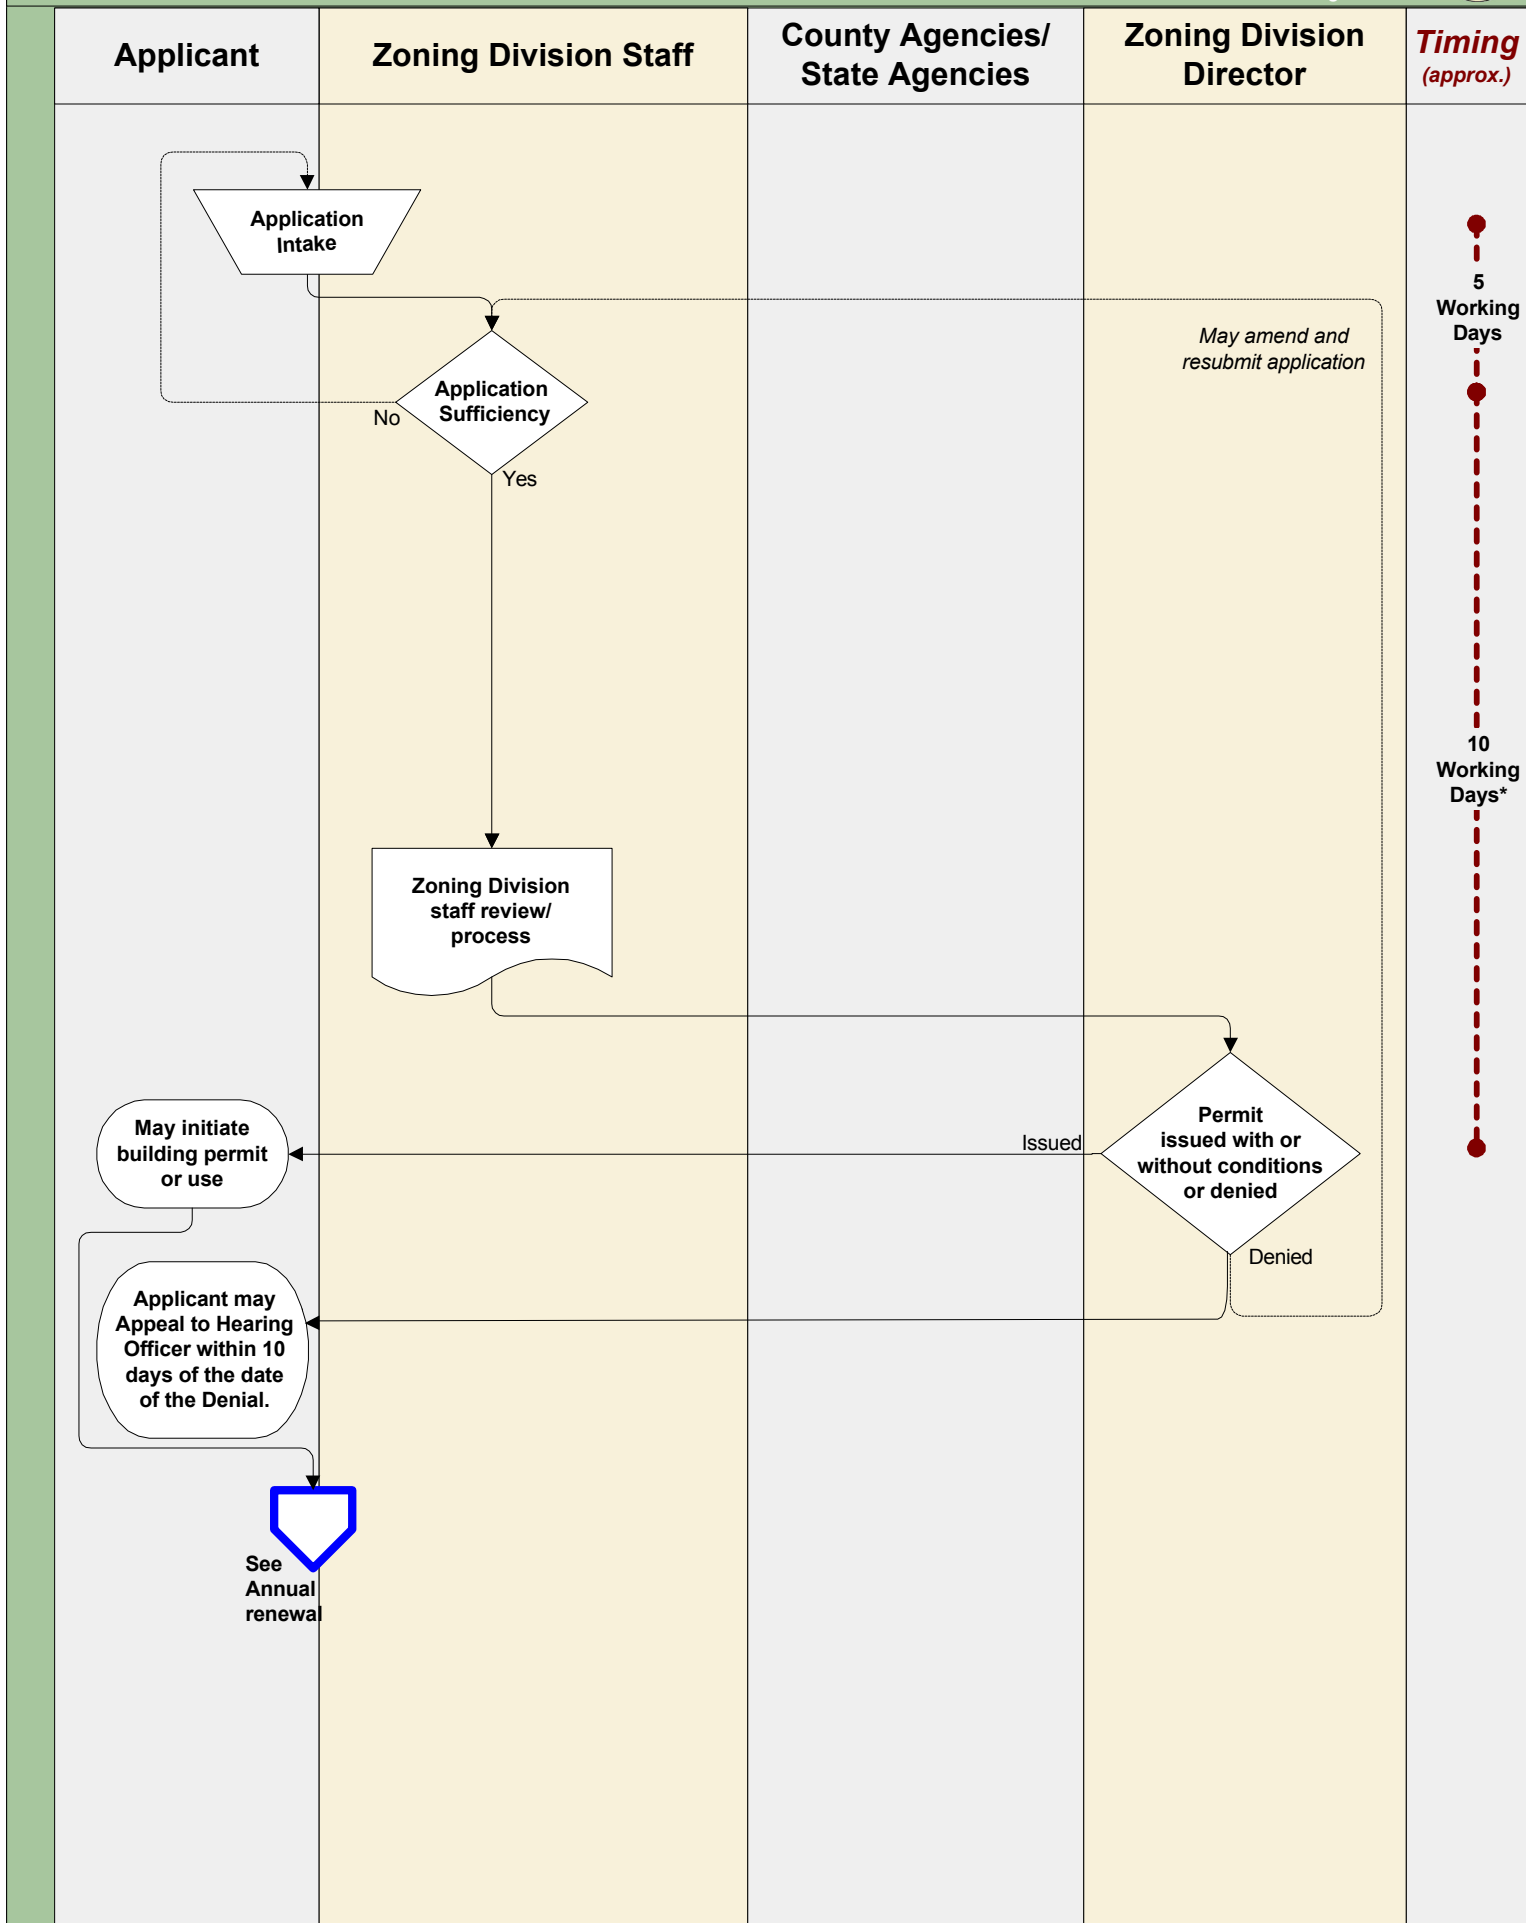 Applicant
Zoning Division Staff
County Agencies/
State Agencies
Zoning Division
Director
Timing
(approx.)
Application
Intake
5
Working
Days
May amend and
resubmit application
Application
Sufficiency
No
Yes
10
Working
Days*
Zoning Division
staff review/
process
Permit
issued with or
without conditions
or denied
Issued
Denied
May initiate
building permit
or use
Applicant may
Appeal to Hearing
Officer within 10
days of the date
of the Denial.
See
Annual
renewal